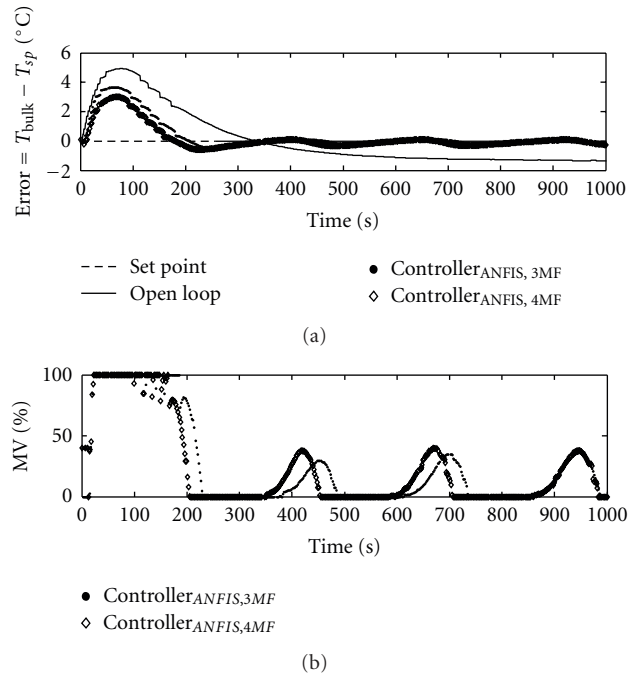 6
4
2
0
−2
Error = T_bulk − T_sp (°C)
0 100 200 300 400 500 600 700 800 900 1000
Time (s)
Set point
Open loop
Controller_ANFIS, 3MF
Controller_ANFIS, 4MF
(a)
100
50
0
MV (%)
0 100 200 300 400 500 600 700 800 900 1000
Time (s)
Controller_ANFIS,3MF
Controller_ANFIS,4MF
(b)